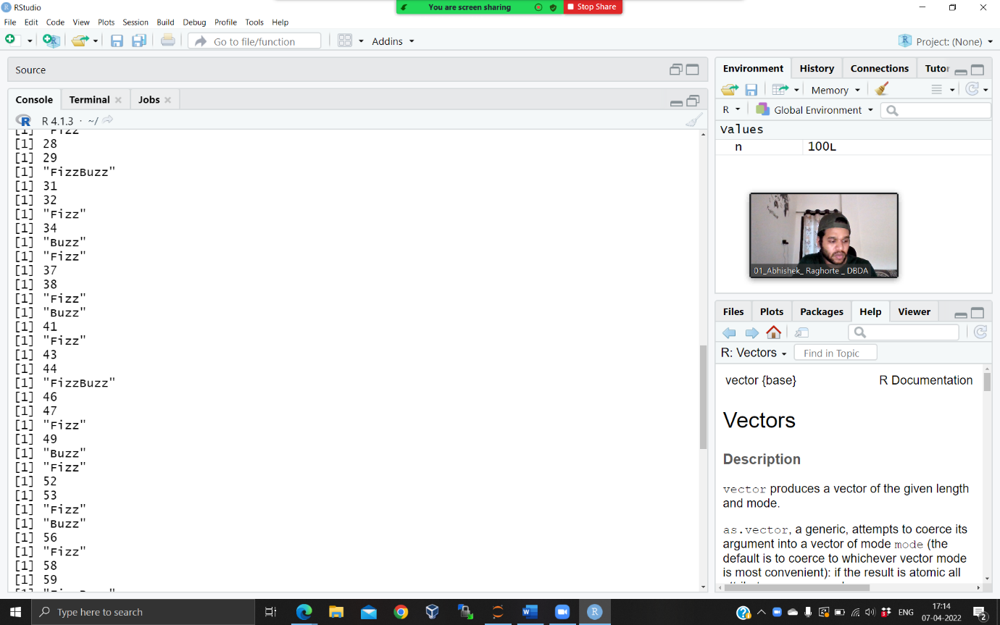 RStudio
You are screen sharing
Stop Share
File Edit Code View Plots Session Build Debug Profile Tools Help
Go to file/function
Addins
Project: (None)
Source
Console Terminal Jobs
R 4.1.3 · ~/
[1] "Fizz"
[1] 28
[1] 29
[1] "FizzBuzz"
[1] 31
[1] 32
[1] "Fizz"
[1] 34
[1] "Buzz"
[1] "Fizz"
[1] 37
[1] 38
[1] "Fizz"
[1] "Buzz"
[1] 41
[1] "Fizz"
[1] 43
[1] 44
[1] "FizzBuzz"
[1] 46
[1] 47
[1] "Fizz"
[1] 49
[1] "Buzz"
[1] "Fizz"
[1] 52
[1] 53
[1] "Fizz"
[1] "Buzz"
[1] 56
[1] "Fizz"
[1] 58
[1] 59
Environment History Connections Tutor
Memory
R Global Environment
Values
n 100L
01_Abhishek_ Raghorte _ DBDA
Files Plots Packages Help Viewer
R: Vectors Find in Topic
vector {base} R Documentation
Vectors
Description
vector produces a vector of the given length
and mode.
as.vector, a generic, attempts to coerce its
argument into a vector of mode mode (the
default is to coerce to whichever vector mode
is most convenient): if the result is atomic all
Type here to search
ENG
17:14
07-04-2022
2